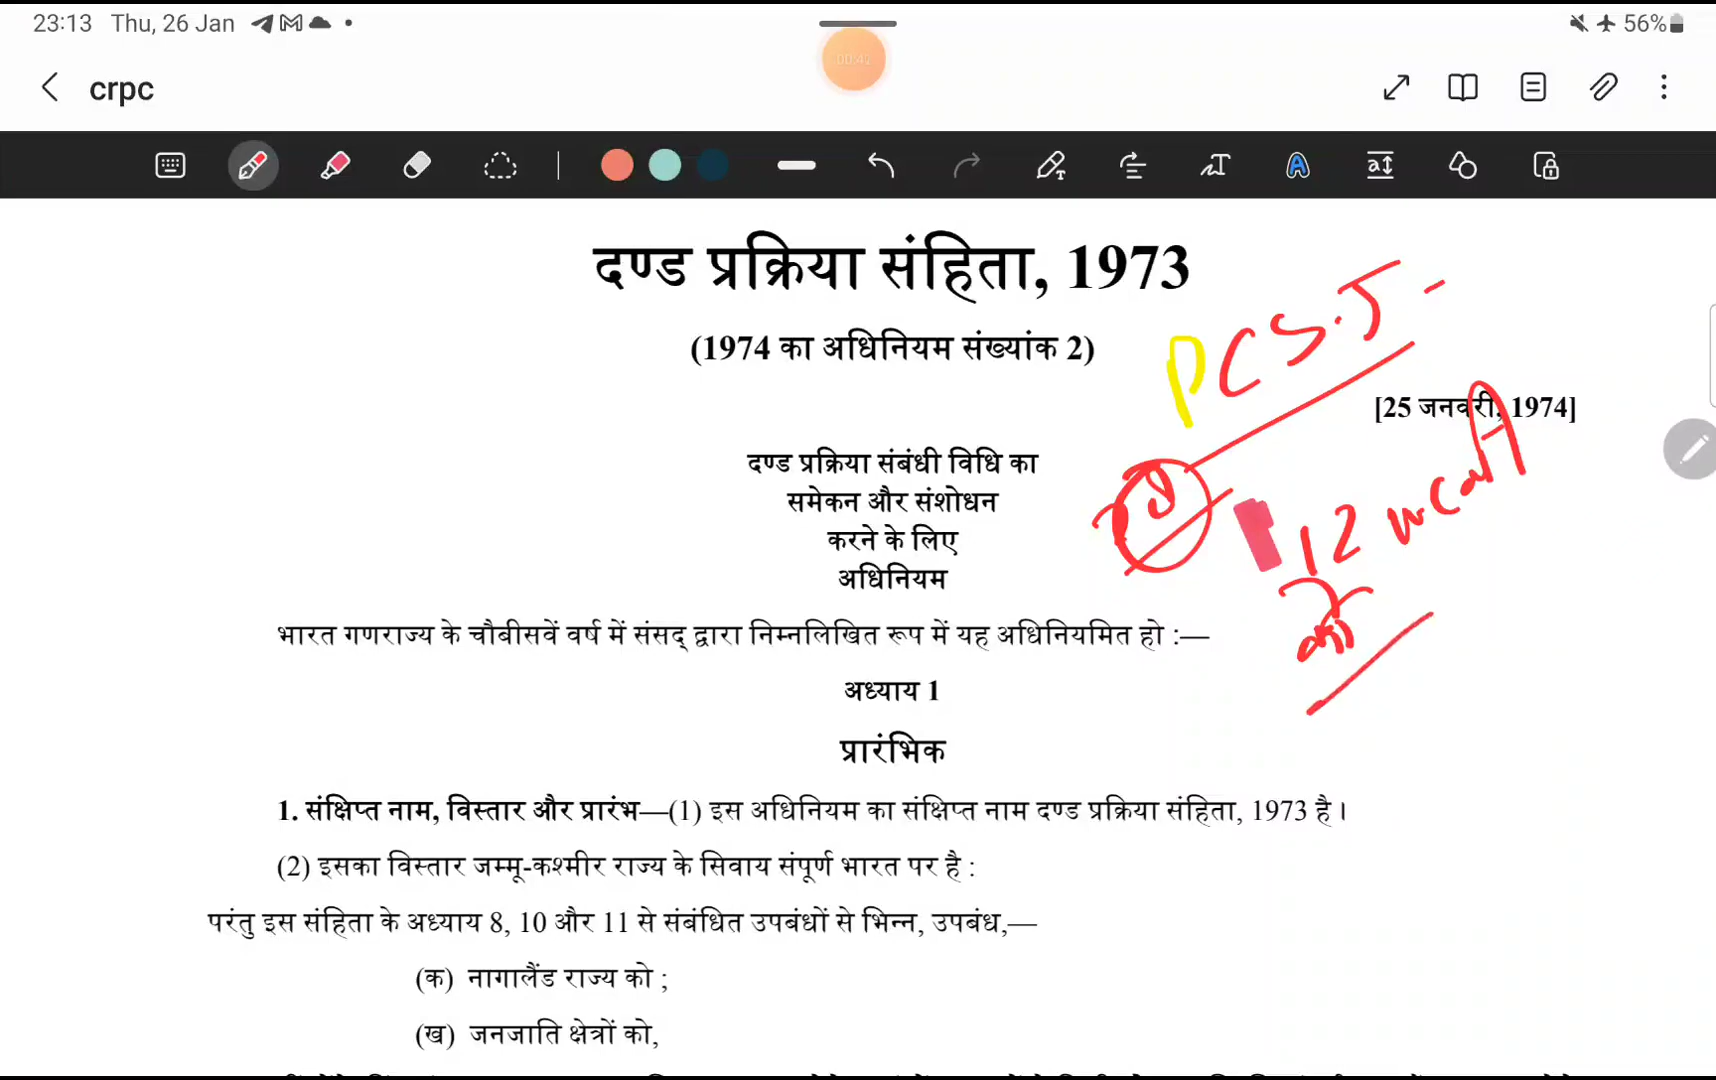 23:13 Thu, 26 Jan 56%
00:42
crpc
दण्ड प्रक्रिया संहिता, 1973
(1974 का अधिनियम संख्यांक 2)
PCS.J -
[25 जनवरी, 1974]
दण्ड प्रक्रिया संबंधी विधि का
समेकन और संशोधन
करने के लिए
अधिनियम
12
भारत गणराज्य के चौबीसवें वर्ष में संसद् द्वारा निम्नलिखित रूप में यह अधिनियमित हो :—
अध्याय 1
प्रारंभिक
1. संक्षिप्त नाम, विस्तार और प्रारंभ—(1) इस अधिनियम का संक्षिप्त नाम दण्ड प्रक्रिया संहिता, 1973 है।
(2) इसका विस्तार जम्मू-कश्मीर राज्य के सिवाय संपूर्ण भारत पर है :
परंतु इस संहिता के अध्याय 8, 10 और 11 से संबंधित उपबंधों से भिन्न, उपबंध,—
(क) नागालैंड राज्य को ;
(ख) जनजाति क्षेत्रों को,